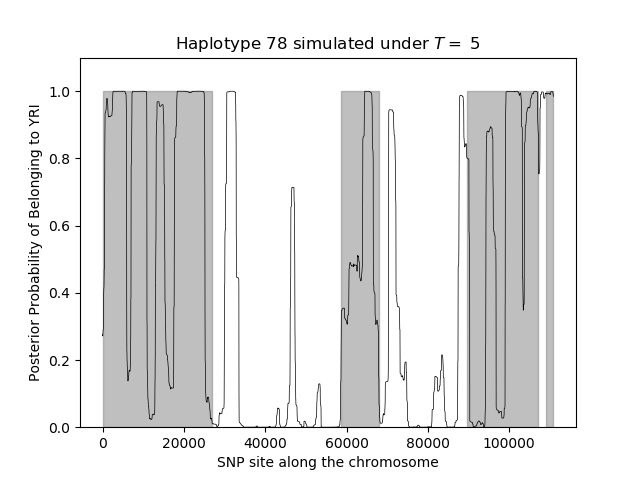 Haplotype 78 simulated under T = 5
Posterior Probability of Belonging to YRI
1.0
0.8
0.6
0.4
0.2
0.0
0 20000 40000 60000 80000 100000
SNP site along the chromosome